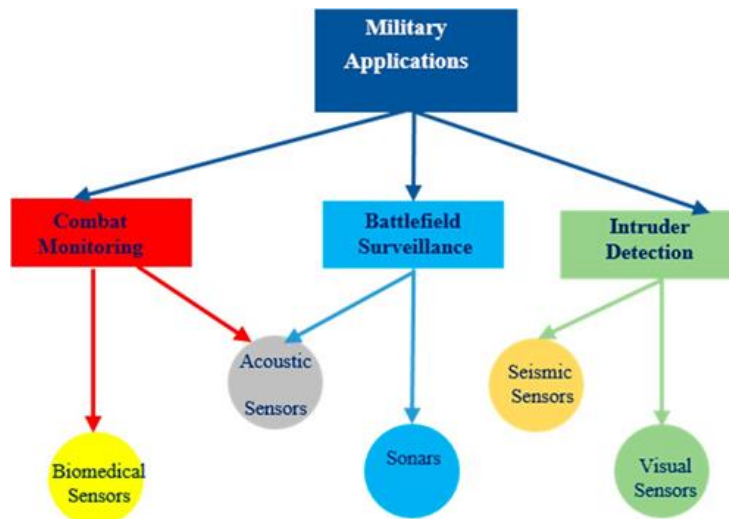 Military
Applications
Combat
Monitoring
Battlefield
Surveillance
Intruder
Detection
Acoustic
Sensors
Seismic
Sensors
Biomedical
Sensors
Sonars
Visual
Sensors